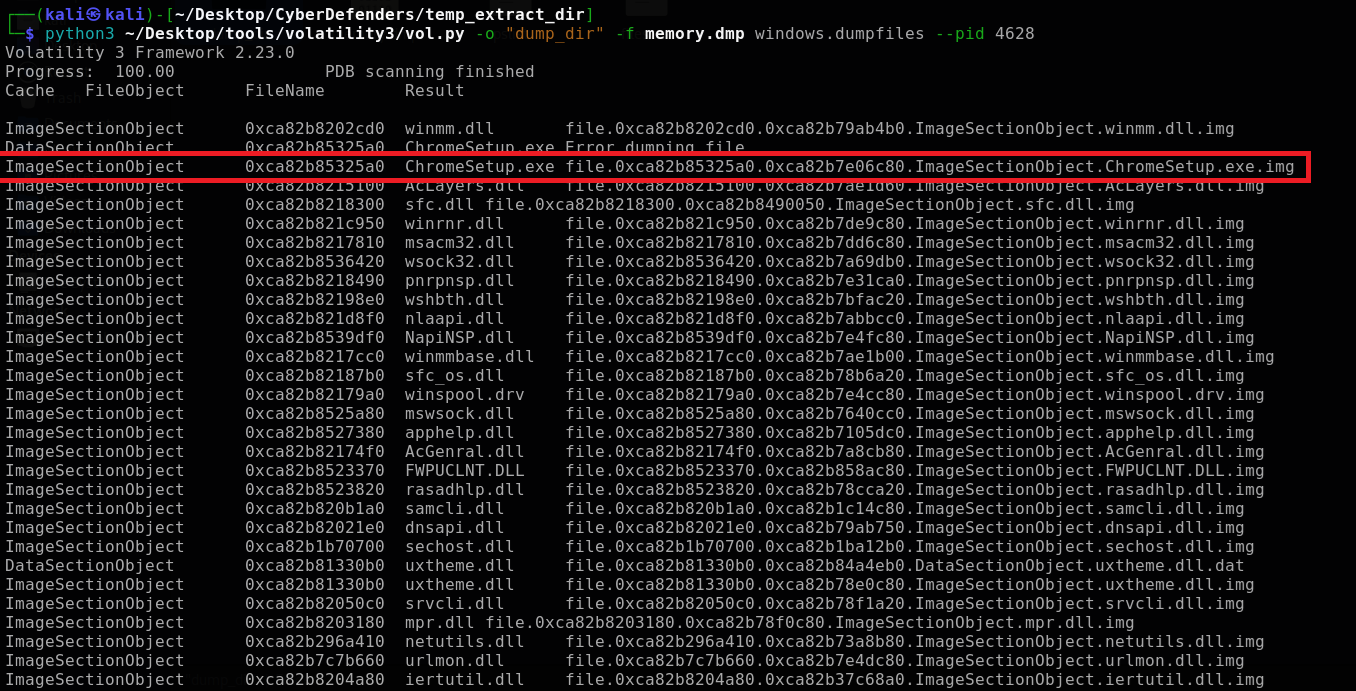 ┌──(kali㉿kali)-[~/Desktop/CyberDefenders/temp_extract_dir]
└─$ python3 ~/Desktop/tools/volatility3/vol.py -o "dump_dir" -f memory.dmp windows.dumpfiles --pid 4628
Volatility 3 Framework 2.23.0
Progress:  100.00               PDB scanning finished
Cache   FileObject      FileName        Result
ImageSectionObject      0xca82b8202cd0  winmm.dll       file.0xca82b8202cd0.0xca82b79ab4b0.ImageSectionObject.winmm.dll.img
DataSectionObject       0xca82b85325a0  ChromeSetup.exe Error dumping file
ImageSectionObject      0xca82b85325a0  ChromeSetup.exe file.0xca82b85325a0.0xca82b7e06c80.ImageSectionObject.ChromeSetup.exe.img
ImageSectionObject      0xca82b8215100  AcLayers.dll    file.0xca82b8215100.0xca82b7ae1d60.ImageSectionObject.AcLayers.dll.img
ImageSectionObject      0xca82b8218300  sfc.dll file.0xca82b8218300.0xca82b8490050.ImageSectionObject.sfc.dll.img
ImageSectionObject      0xca82b821c950  winrnr.dll      file.0xca82b821c950.0xca82b7de9c80.ImageSectionObject.winrnr.dll.img
ImageSectionObject      0xca82b8217810  msacm32.dll     file.0xca82b8217810.0xca82b7dd6c80.ImageSectionObject.msacm32.dll.img
ImageSectionObject      0xca82b8536420  wsock32.dll     file.0xca82b8536420.0xca82b7a69db0.ImageSectionObject.wsock32.dll.img
ImageSectionObject      0xca82b8218490  pnrpnsp.dll     file.0xca82b8218490.0xca82b7e31ca0.ImageSectionObject.pnrpnsp.dll.img
ImageSectionObject      0xca82b82198e0  wshbth.dll      file.0xca82b82198e0.0xca82b7bfac20.ImageSectionObject.wshbth.dll.img
ImageSectionObject      0xca82b821d8f0  nlaapi.dll      file.0xca82b821d8f0.0xca82b7abbcc0.ImageSectionObject.nlaapi.dll.img
ImageSectionObject      0xca82b8539df0  NapiNSP.dll     file.0xca82b8539df0.0xca82b7e4fc80.ImageSectionObject.NapiNSP.dll.img
ImageSectionObject      0xca82b8217cc0  winmmbase.dll   file.0xca82b8217cc0.0xca82b7ae1b00.ImageSectionObject.winmmbase.dll.img
ImageSectionObject      0xca82b82187b0  sfc_os.dll      file.0xca82b82187b0.0xca82b78b6a20.ImageSectionObject.sfc_os.dll.img
ImageSectionObject      0xca82b82179a0  winspool.drv    file.0xca82b82179a0.0xca82b7e4cc80.ImageSectionObject.winspool.drv.img
ImageSectionObject      0xca82b8525a80  mswsock.dll     file.0xca82b8525a80.0xca82b7640cc0.ImageSectionObject.mswsock.dll.img
ImageSectionObject      0xca82b8527380  apphelp.dll     file.0xca82b8527380.0xca82b7105dc0.ImageSectionObject.apphelp.dll.img
ImageSectionObject      0xca82b82174f0  AcGenral.dll    file.0xca82b82174f0.0xca82b7a8cb80.ImageSectionObject.AcGenral.dll.img
ImageSectionObject      0xca82b8523370  FWPUCLNT.DLL    file.0xca82b8523370.0xca82b858ac80.ImageSectionObject.FWPUCLNT.DLL.img
ImageSectionObject      0xca82b8523820  rasadhlp.dll    file.0xca82b8523820.0xca82b78cca20.ImageSectionObject.rasadhlp.dll.img
ImageSectionObject      0xca82b820b1a0  samcli.dll      file.0xca82b820b1a0.0xca82b1c14c80.ImageSectionObject.samcli.dll.img
ImageSectionObject      0xca82b82021e0  dnsapi.dll      file.0xca82b82021e0.0xca82b79ab750.ImageSectionObject.dnsapi.dll.img
ImageSectionObject      0xca82b1b70700  sechost.dll     file.0xca82b1b70700.0xca82b1ba12b0.ImageSectionObject.sechost.dll.img
DataSectionObject       0xca82b81330b0  uxtheme.dll     file.0xca82b81330b0.0xca82b84a4eb0.DataSectionObject.uxtheme.dll.dat
ImageSectionObject      0xca82b81330b0  uxtheme.dll     file.0xca82b81330b0.0xca82b78e0c80.ImageSectionObject.uxtheme.dll.img
ImageSectionObject      0xca82b82050c0  srvcli.dll      file.0xca82b82050c0.0xca82b78f1a20.ImageSectionObject.srvcli.dll.img
ImageSectionObject      0xca82b8203180  mpr.dll file.0xca82b8203180.0xca82b78f0c80.ImageSectionObject.mpr.dll.img
ImageSectionObject      0xca82b296a410  netutils.dll    file.0xca82b296a410.0xca82b73a8b80.ImageSectionObject.netutils.dll.img
ImageSectionObject      0xca82b7c7b660  urlmon.dll      file.0xca82b7c7b660.0xca82b7e4dc80.ImageSectionObject.urlmon.dll.img
ImageSectionObject      0xca82b8204a80  iertutil.dll    file.0xca82b8204a80.0xca82b37c68a0.ImageSectionObject.iertutil.dll.img